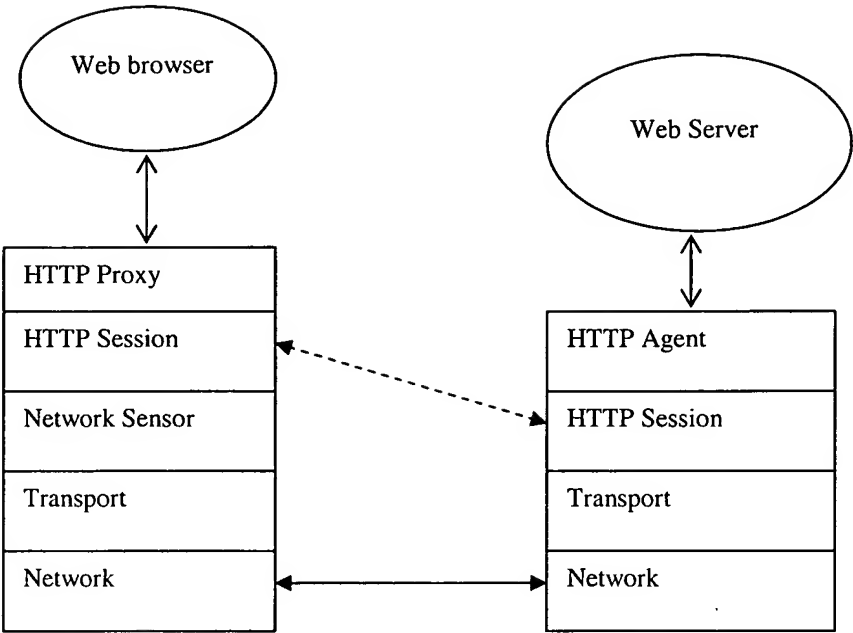 Web browser
Web Server
HTTP Proxy
HTTP Session
Network Sensor
Transport
Network
HTTP Agent
HTTP Session
Transport
Network